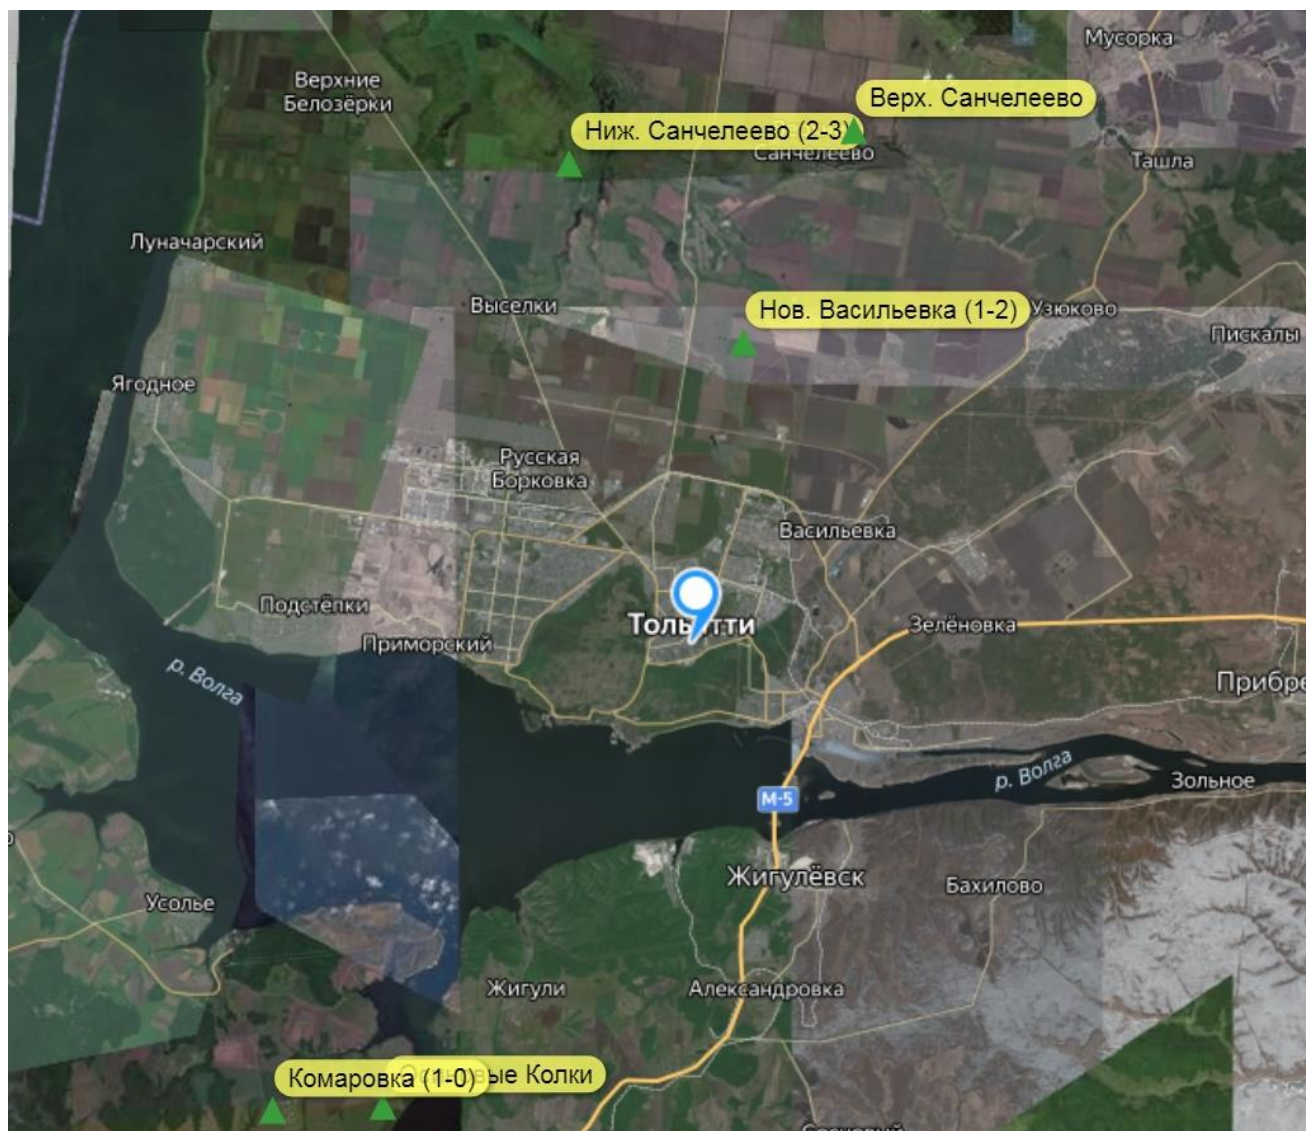 Мусорка
Верхние
Белозёрки
Верх. Санчелеево
Ниж. Санчелеево (2-3)
Санчелеево
Ташла
Луначарский
Выселки
Нов. Васильевка (1-2)
Узюково
Пискалы
Ягодное
Русская
Борковка
Васильевка
Подстёпки
Тольятти
Зелёновка
Приморский
р. Волга
Прибре
р. Волга
Зольное
М-5
о
Жигулёвск
Бахилово
Усолье
Жигули
Александровка
Комаровка (1-0)
вые Колки